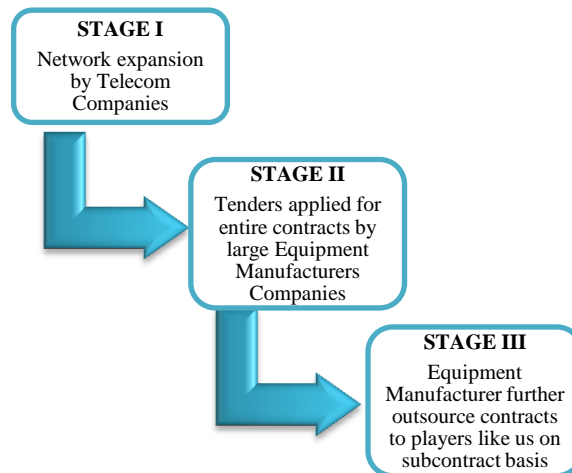 STAGE I
Network expansion
by Telecom
Companies
STAGE II
Tenders applied for
entire contracts by
large Equipment
Manufacturers
Companies
STAGE III
Equipment
Manufacturer further
outsource contracts
to players like us on
subcontract basis